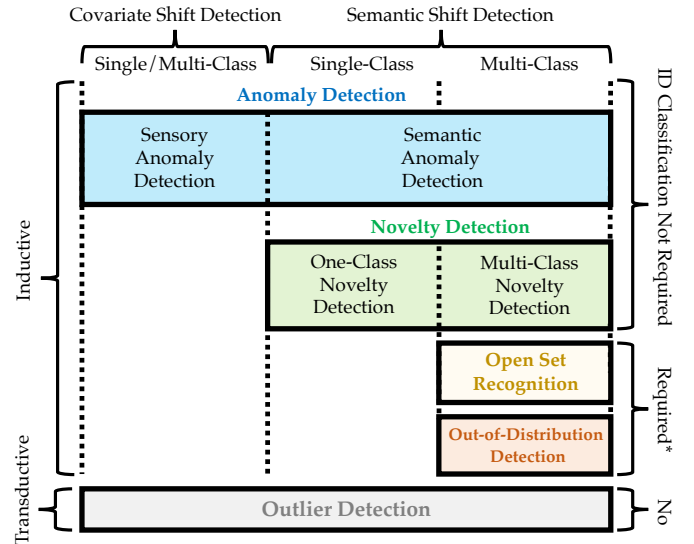 Covariate Shift Detection
Semantic Shift Detection
Single/Multi-Class
Single-Class
Multi-Class
Anomaly Detection
Sensory
Anomaly
Detection
Semantic
Anomaly
Detection
Novelty Detection
One-Class
Novelty
Detection
Multi-Class
Novelty
Detection
Open Set
Recognition
Out-of-Distribution
Detection
Outlier Detection
Inductive
Transductive
ID Classification Not Required
Required*
No